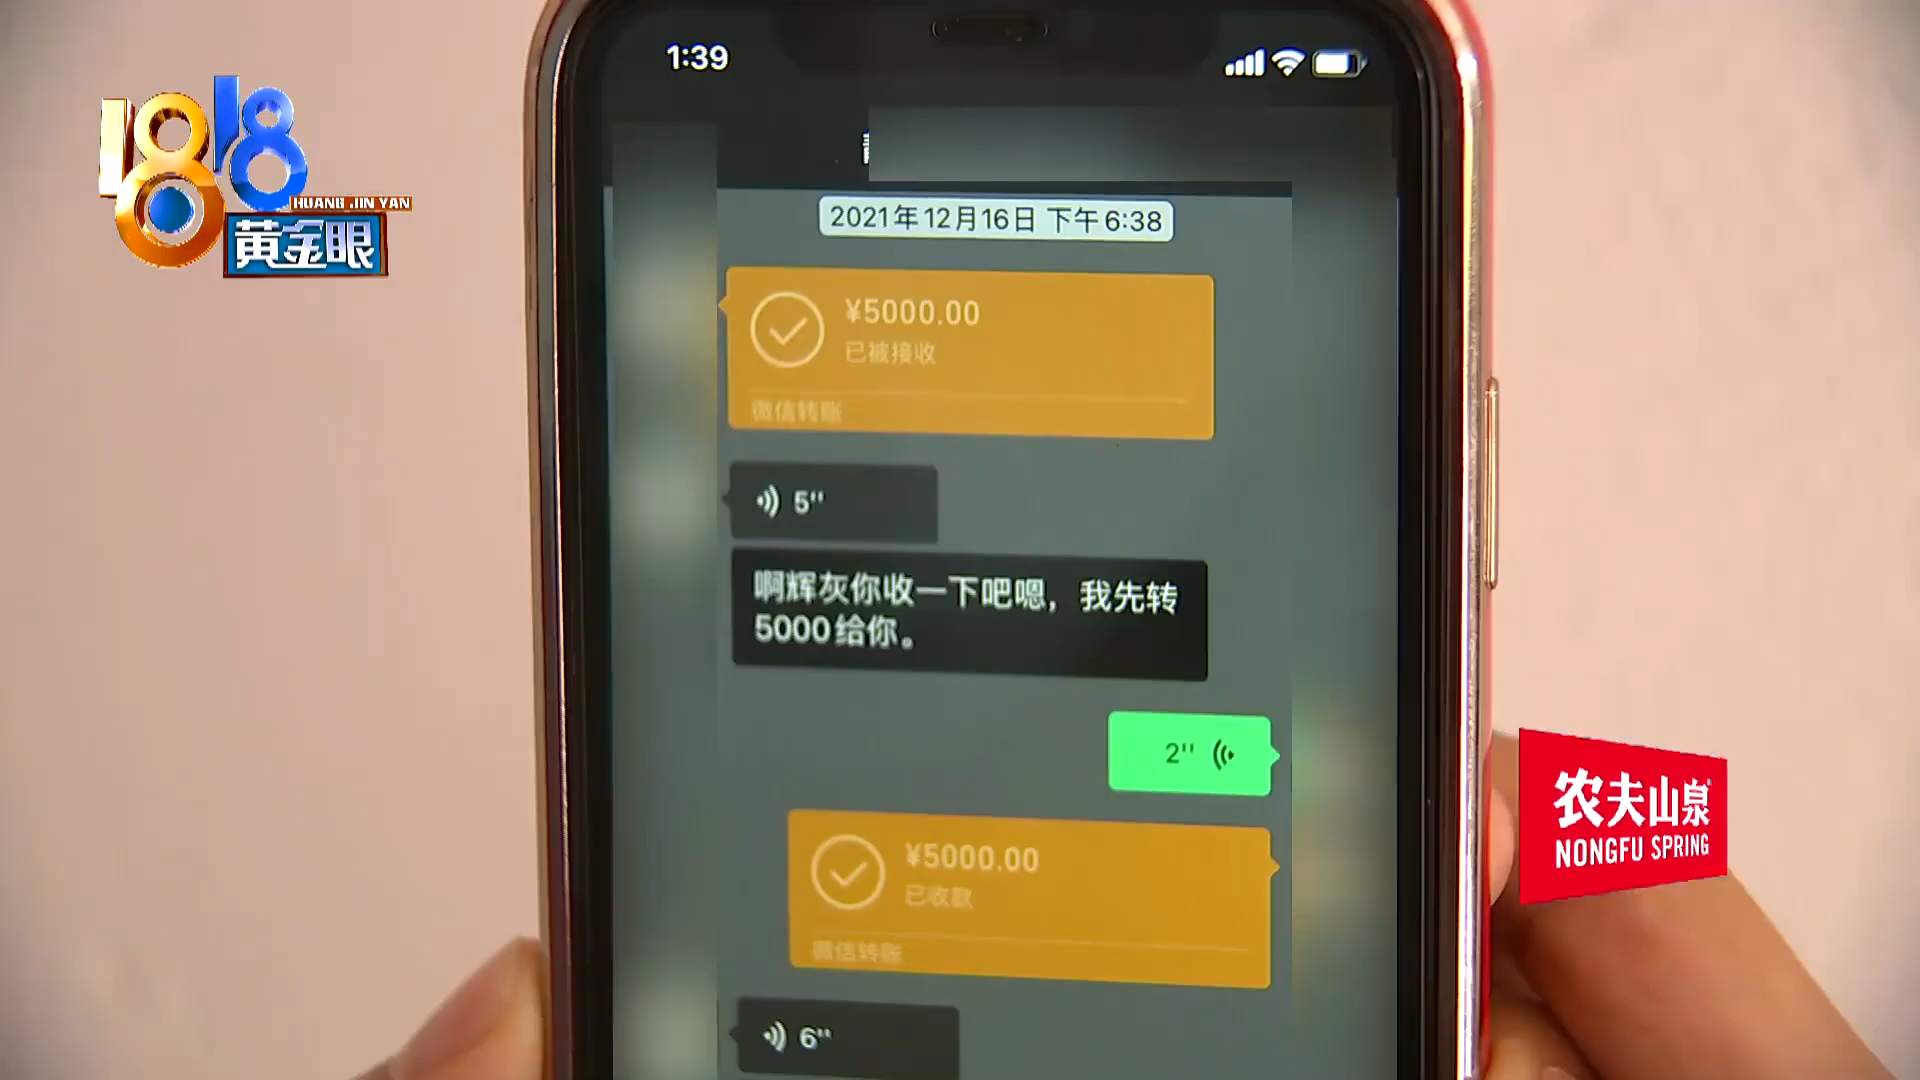 1:39
1818
HUANG JIN YAN
黄金眼
2021年12月16日 下午6:38
¥5000.00
已被接收
微信转账
5''
啊辉灰你收一下吧嗯，我先转
5000给你。
2''
¥5000.00
已收款
微信转账
6''
农夫山泉
NONGFU SPRING